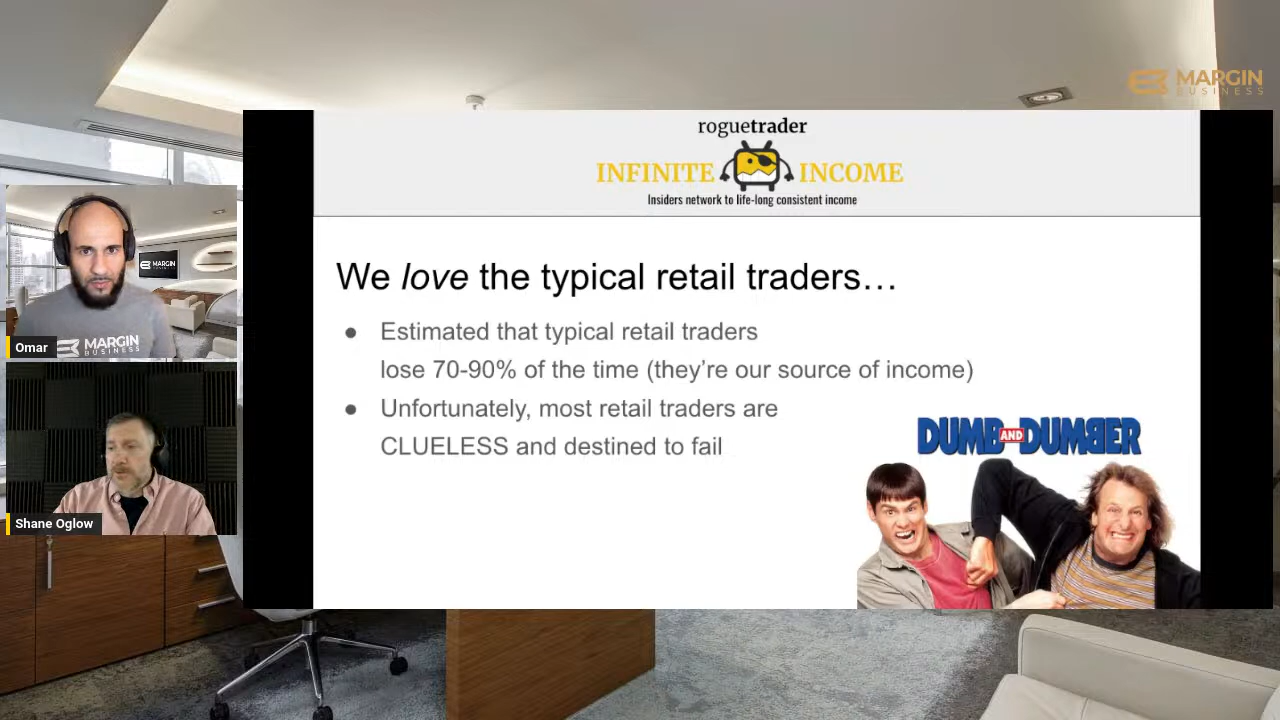 MARGIN
BUSINESS
roguetrader
INFINITE INCOME
Insiders network to life-long consistent income
We love the typical retail traders…
● Estimated that typical retail traders
lose 70-90% of the time (they’re our source of income)
● Unfortunately, most retail traders are
CLUELESS and destined to fail
DUMB AND DUMBER
MARGIN
BUSINESS
Omar
MARGIN
BUSINESS
Shane Oglow